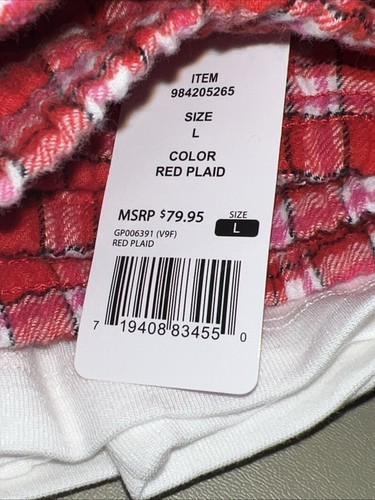 ITEM
984205265
SIZE
L
COLOR
RED PLAID
MSRP $79.95
SIZE
L
GP006391 (V9F)
RED PLAID
7 19408 83455 0